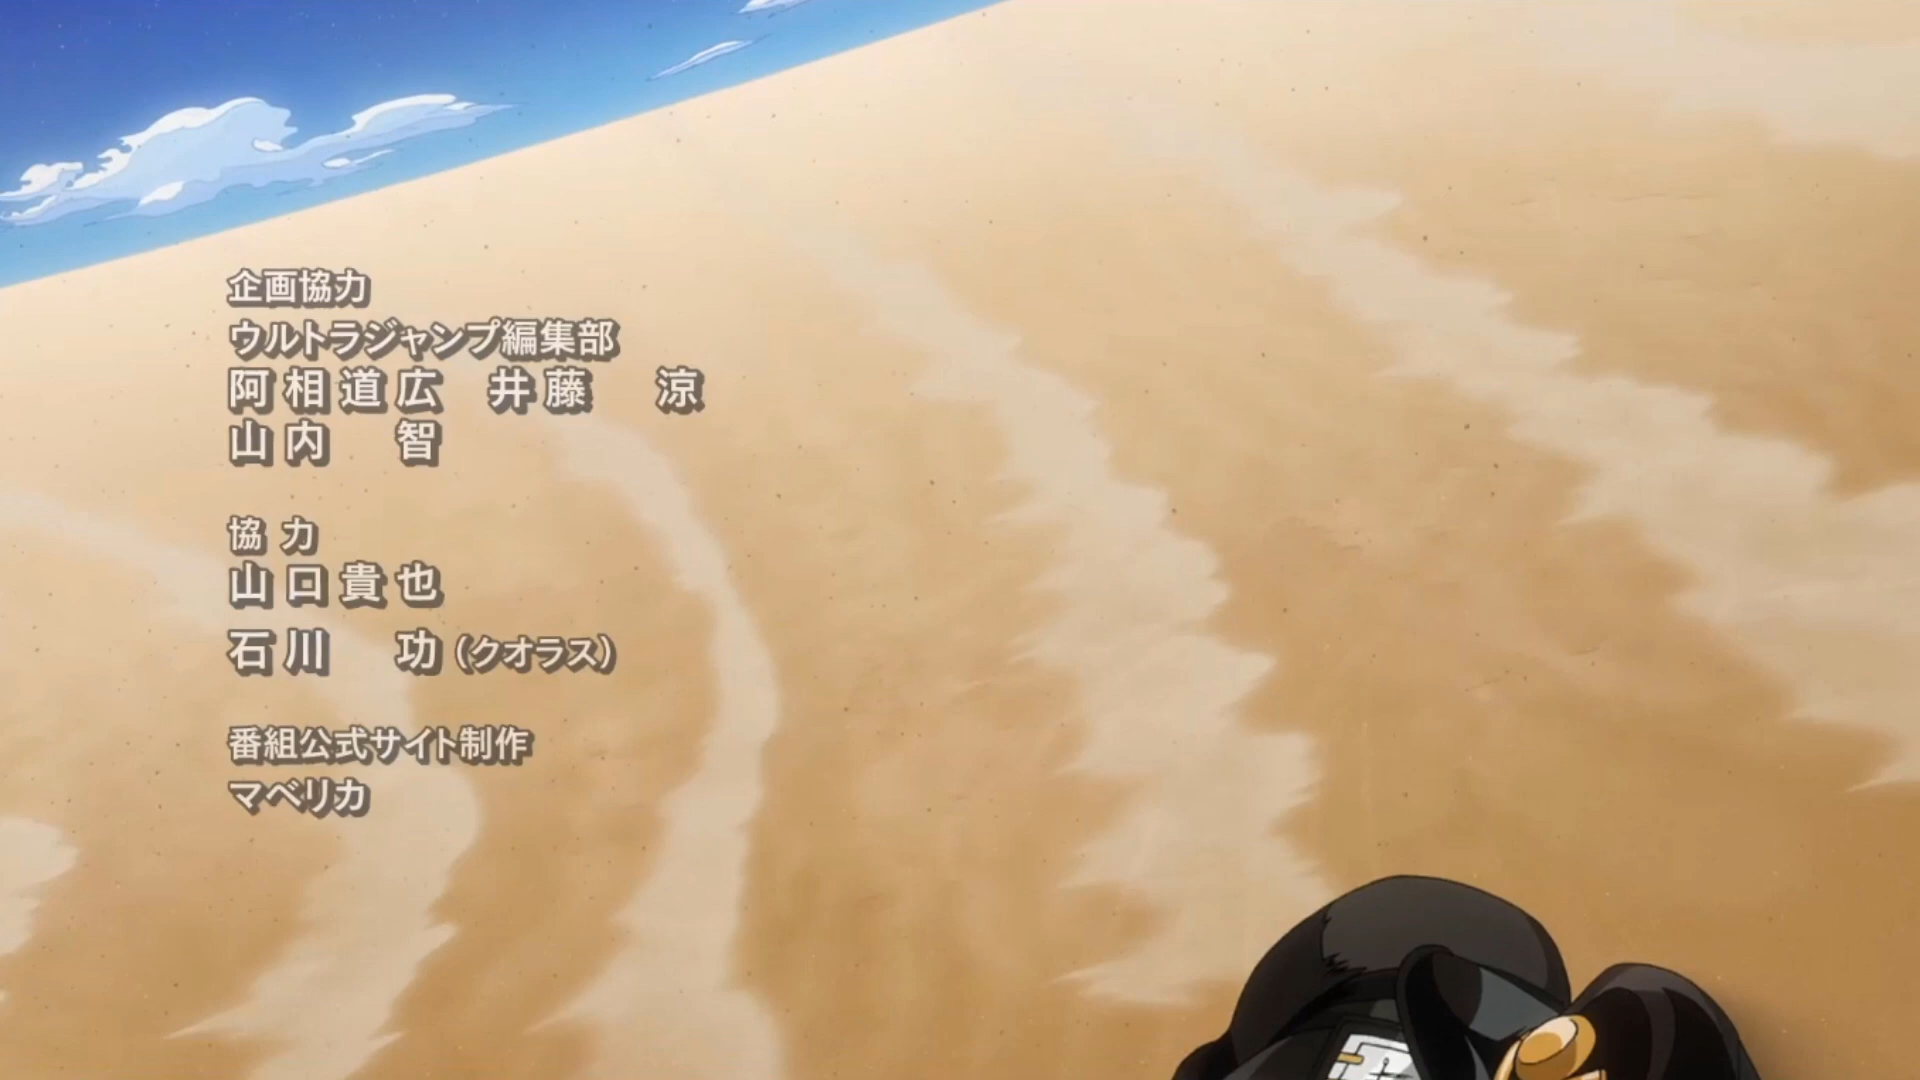 企画協力
ウルトラジャンプ編集部
阿相道広　井藤　涼
山内　智
協力
山口貴也
石川　功（クオラス）
番組公式サイト制作
マベリカ